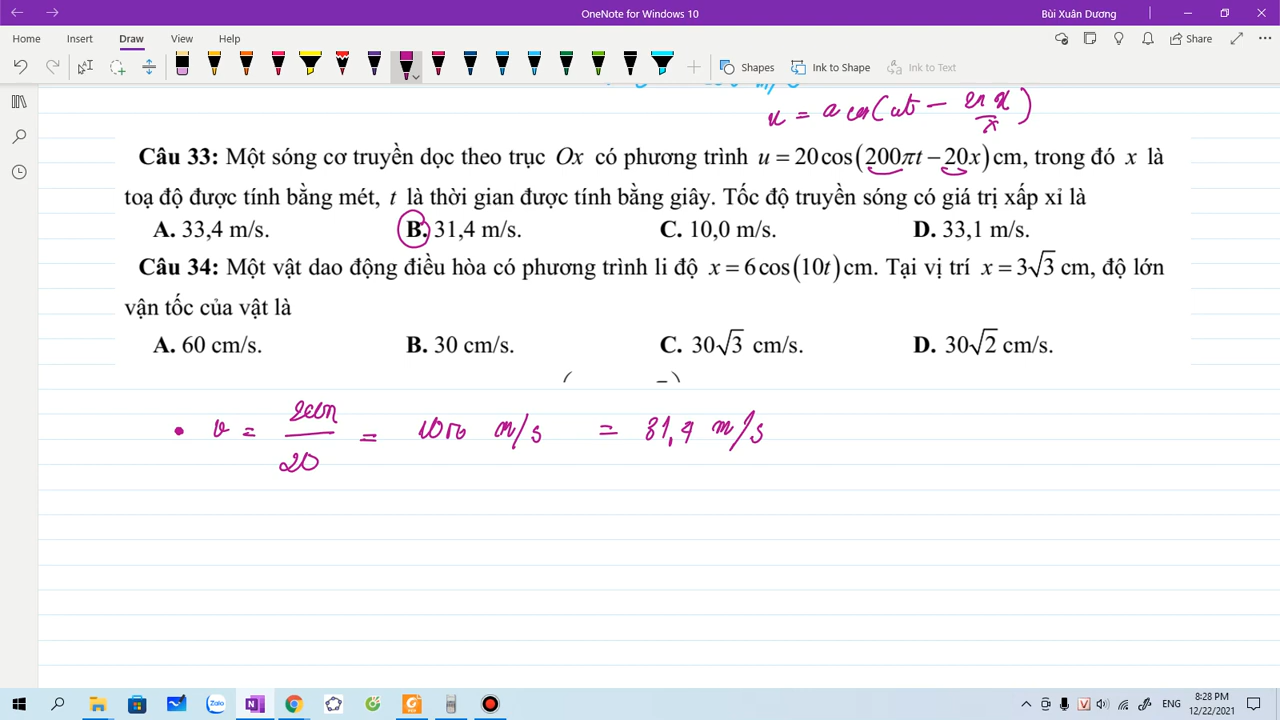 OneNote for Windows 10
Bùi Xuân Dương
Home Insert Draw View Help
Share
Shapes Ink to Shape Ink to Text
u = a cos(ωt − 2πx/λ)
Câu 33: Một sóng cơ truyền dọc theo trục Ox có phương trình u = 20cos(200πt − 20x)cm, trong đó x là
toạ độ được tính bằng mét, t là thời gian được tính bằng giây. Tốc độ truyền sóng có giá trị xấp xỉ là
A. 33,4 m/s. B. 31,4 m/s. C. 10,0 m/s. D. 33,1 m/s.
Câu 34: Một vật dao động điều hòa có phương trình li độ x = 6cos(10t)cm. Tại vị trí x = 3√3 cm, độ lớn
vận tốc của vật là
A. 60 cm/s. B. 30 cm/s. C. 30√3 cm/s. D. 30√2 cm/s.
• v = 200π/20 = 10π m/s = 31,4 m/s
Zalo
8:28 PM
ENG
12/22/2021